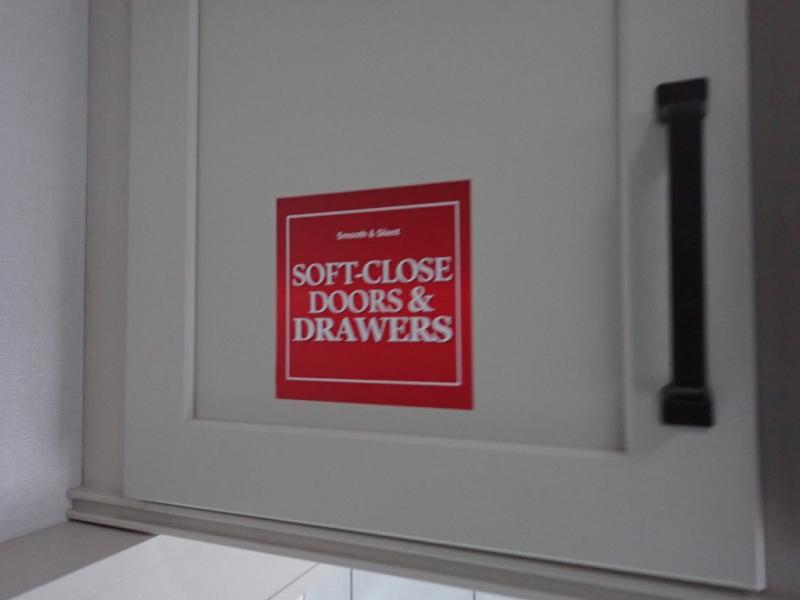 Smooth & Silent
SOFT-CLOSE
DOORS &
DRAWERS